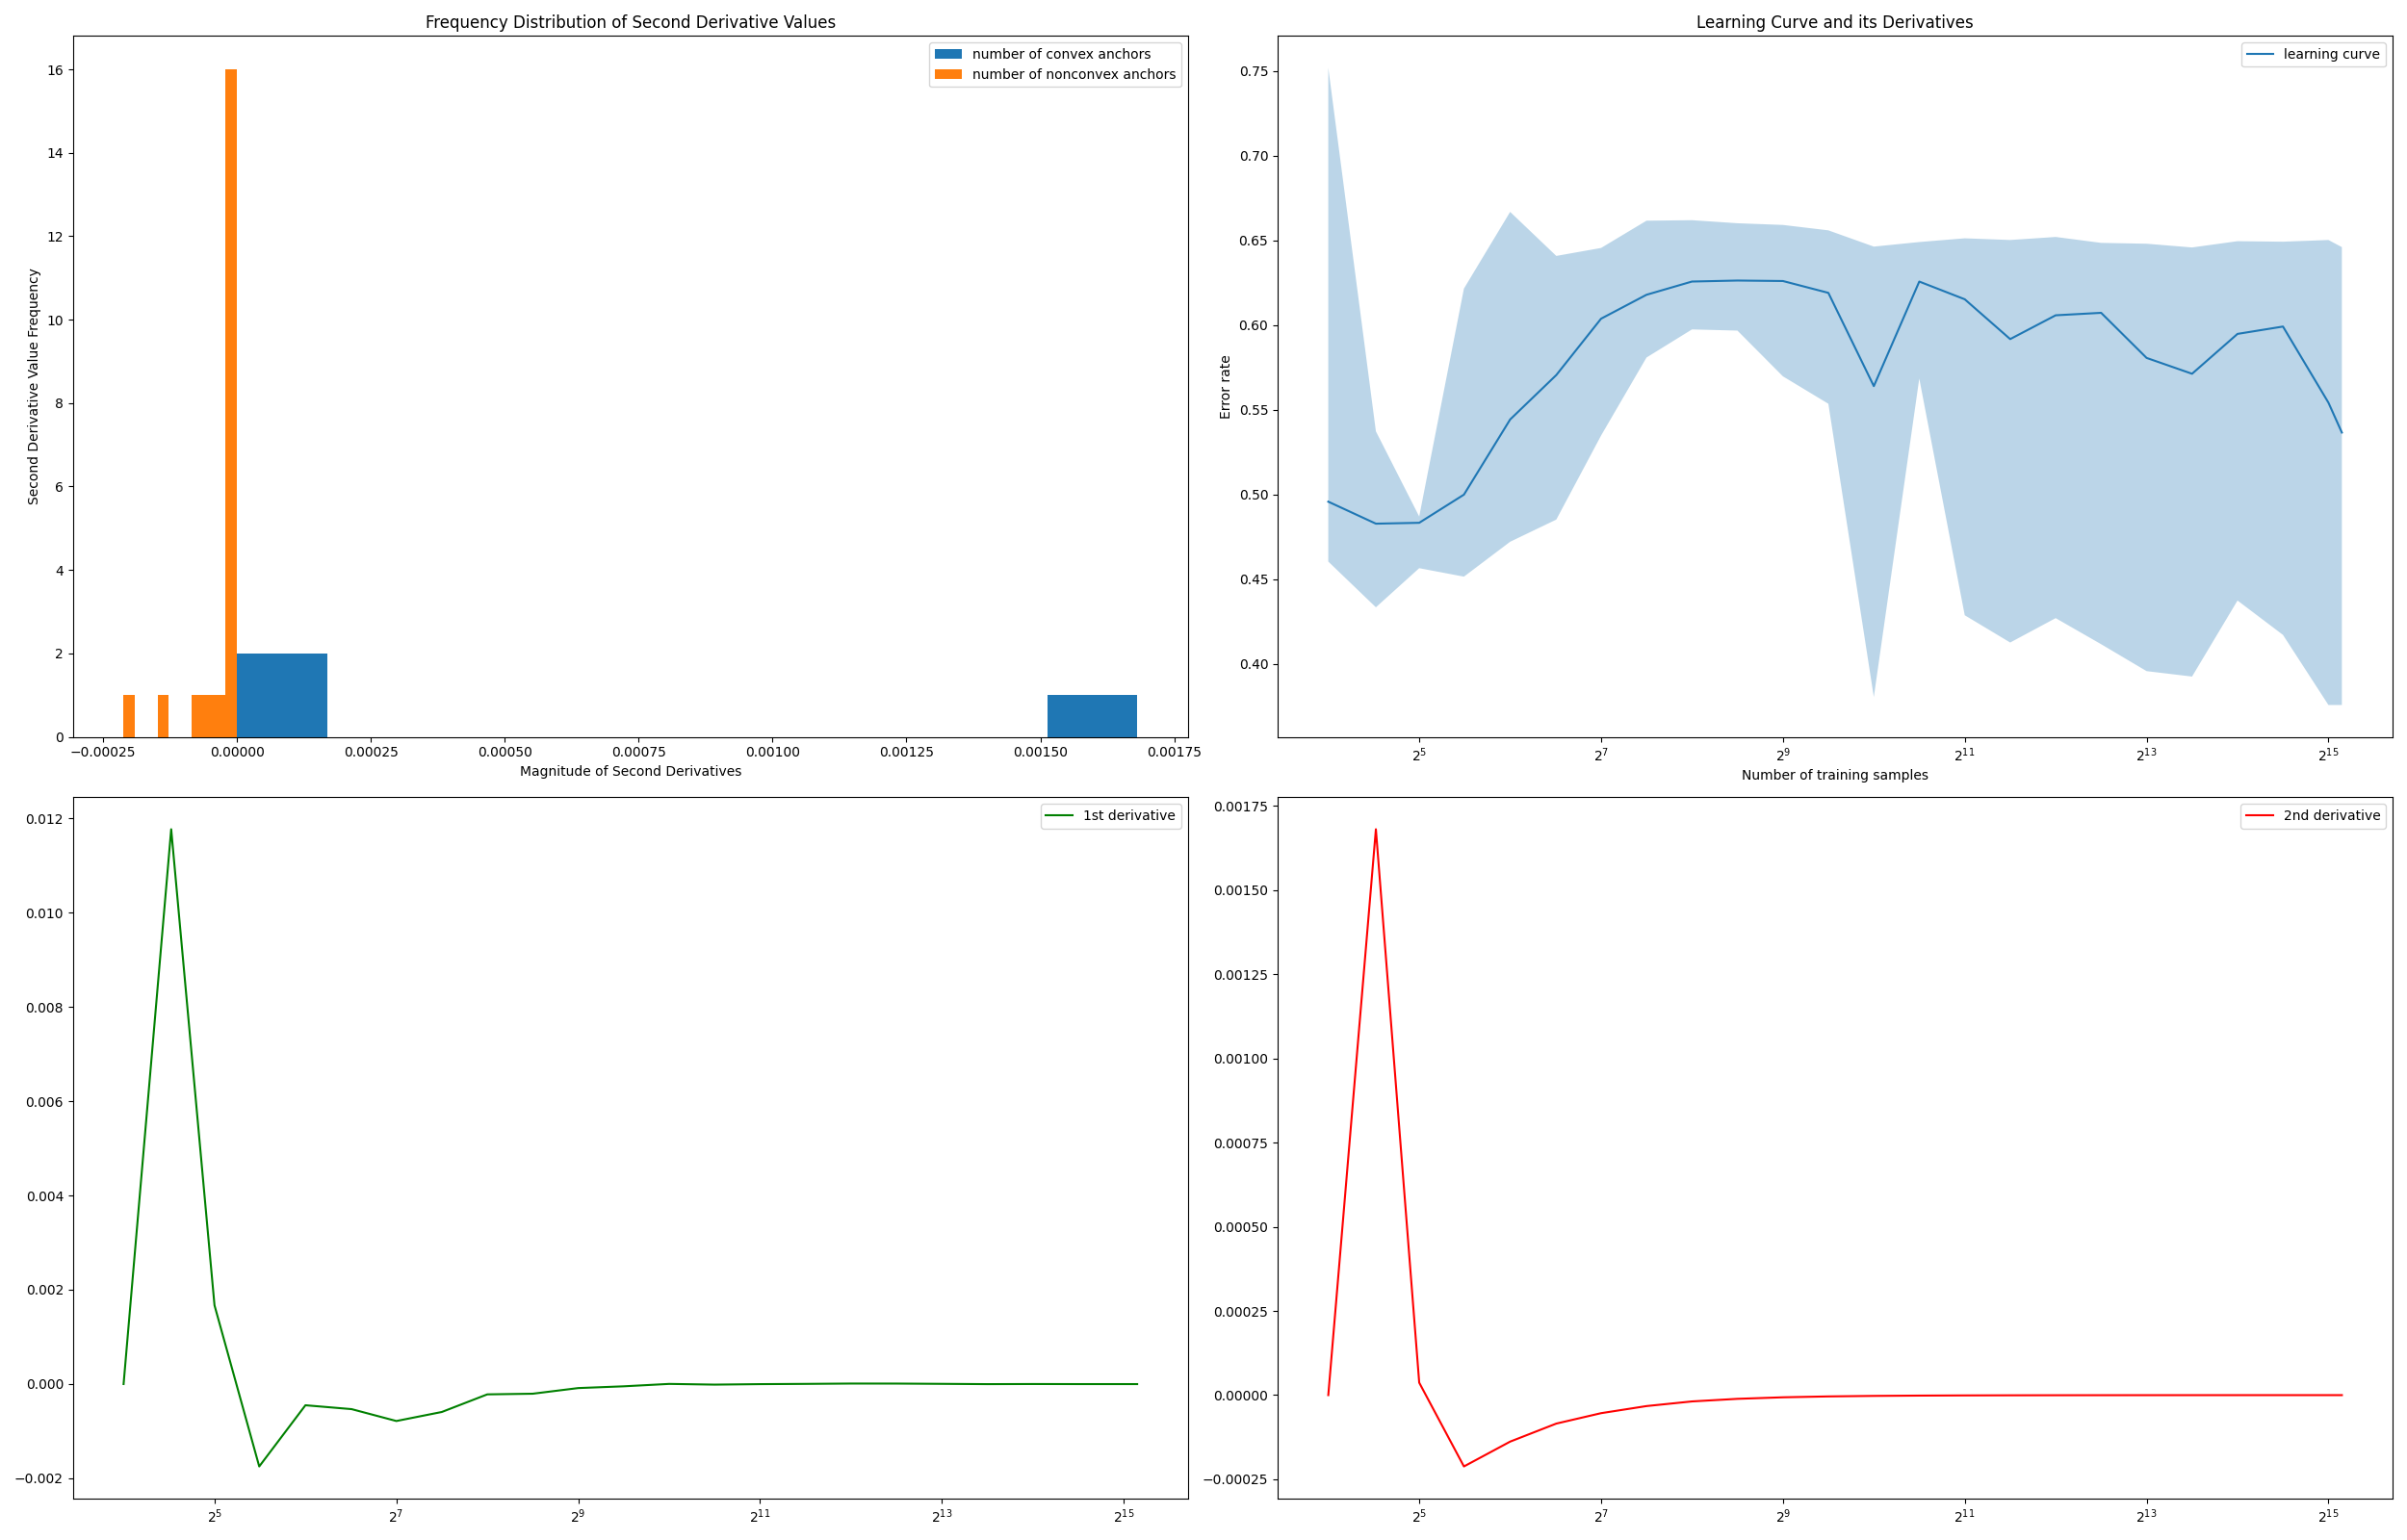 Frequency Distribution of Second Derivative Values
number of convex anchors
number of nonconvex anchors
Second Derivative Value Frequency
16
14
12
10
8
6
4
2
0
−0.00025 0.00000 0.00025 0.00050 0.00075 0.00100 0.00125 0.00150 0.00175
Magnitude of Second Derivatives
Learning Curve and its Derivatives
learning curve
Error rate
0.75
0.70
0.65
0.60
0.55
0.50
0.45
0.40
2^5 2^7 2^9 2^11 2^13 2^15
Number of training samples
1st derivative
0.012
0.010
0.008
0.006
0.004
0.002
0.000
−0.002
2^5 2^7 2^9 2^11 2^13 2^15
2nd derivative
0.00175
0.00150
0.00125
0.00100
0.00075
0.00050
0.00025
0.00000
−0.00025
2^5 2^7 2^9 2^11 2^13 2^15